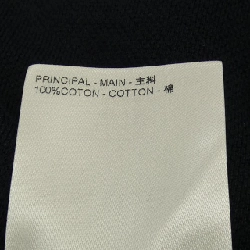 PRINCIPAL - MAIN - 主料
100%COTON - COTTON - 棉